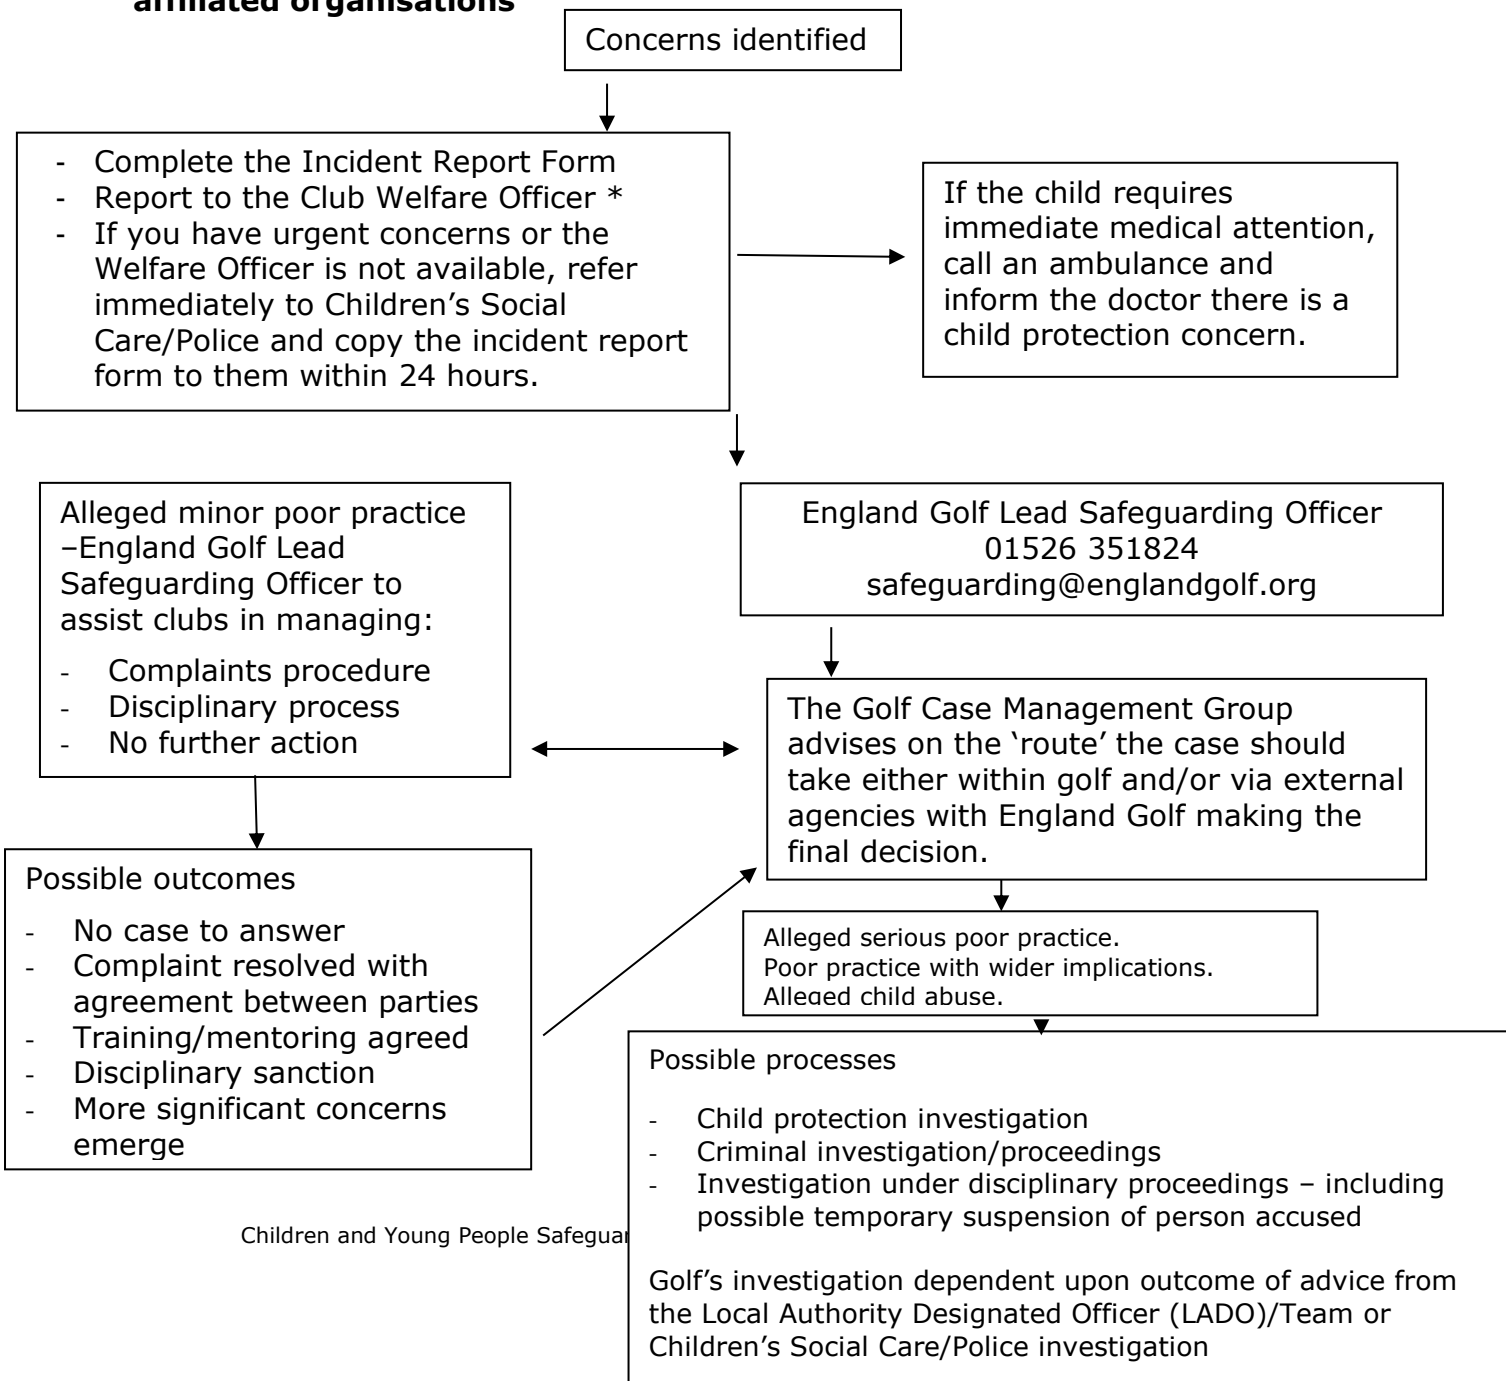 affiliated organisations
Concerns identified
- Complete the Incident Report Form
- Report to the Club Welfare Officer *
- If you have urgent concerns or the
Welfare Officer is not available, refer
immediately to Children’s Social
Care/Police and copy the incident report
form to them within 24 hours.
If the child requires
immediate medical attention,
call an ambulance and
inform the doctor there is a
child protection concern.
Alleged minor poor practice
–England Golf Lead
Safeguarding Officer to
assist clubs in managing:
- Complaints procedure
- Disciplinary process
- No further action
England Golf Lead Safeguarding Officer
01526 351824
safeguarding@englandgolf.org
The Golf Case Management Group
advises on the ‘route’ the case should
take either within golf and/or via external
agencies with England Golf making the
final decision.
Possible outcomes
- No case to answer
- Complaint resolved with
agreement between parties
- Training/mentoring agreed
- Disciplinary sanction
- More significant concerns
emerge
Alleged serious poor practice.
Poor practice with wider implications.
Alleged child abuse.
Possible processes
- Child protection investigation
- Criminal investigation/proceedings
- Investigation under disciplinary proceedings – including
possible temporary suspension of person accused
Golf’s investigation dependent upon outcome of advice from
the Local Authority Designated Officer (LADO)/Team or
Children’s Social Care/Police investigation
Children and Young People